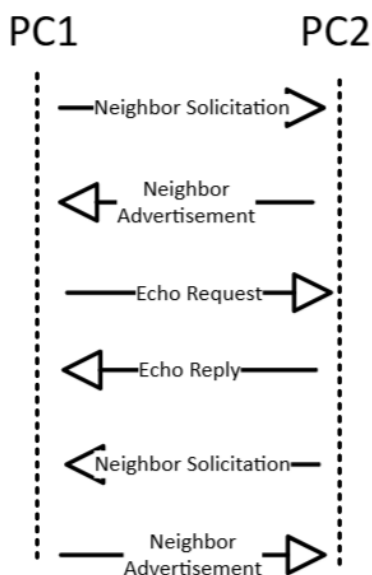 PC1 PC2
Neighbor Solicitation
Neighbor
Advertisement
Echo Request
Echo Reply
Neighbor Solicitation
Neighbor
Advertisement